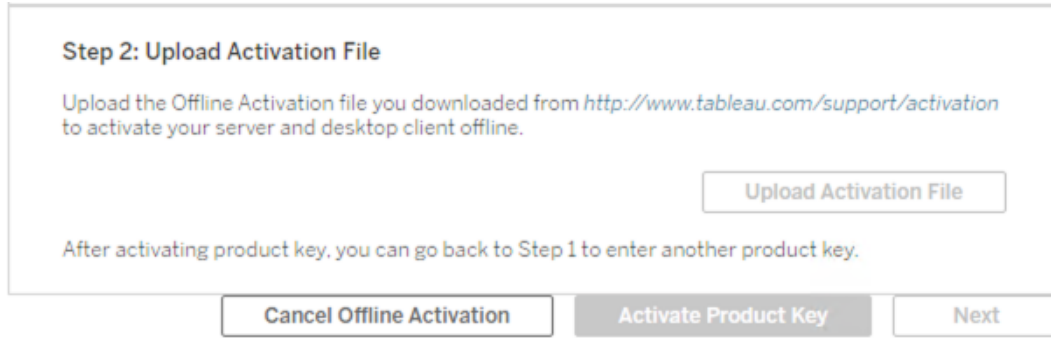 Step 2: Upload Activation File
Upload the Offline Activation file you downloaded from http://www.tableau.com/support/activation
to activate your server and desktop client offline.
Upload Activation File
After activating product key, you can go back to Step 1 to enter another product key.
Cancel Offline Activation
Activate Product Key
Next